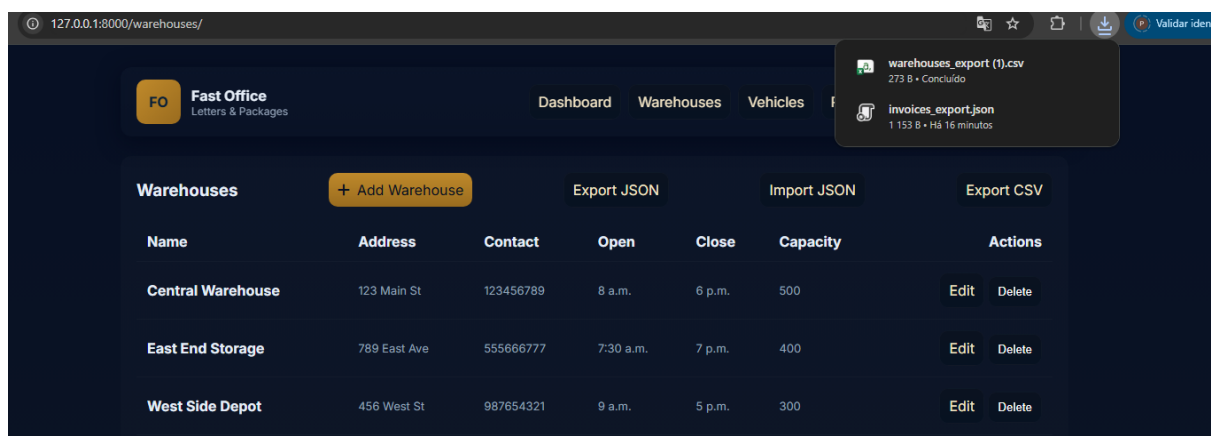 127.0.0.1:8000/warehouses/
Validar iden
warehouses_export (1).csv
273 B • Concluído
invoices_export.json
1 153 B • Há 16 minutos
FO
Fast Office
Letters & Packages
Dashboard Warehouses Vehicles
Warehouses
+ Add Warehouse
Export JSON
Import JSON
Export CSV
Name Address Contact Open Close Capacity Actions
Central Warehouse 123 Main St 123456789 8 a.m. 6 p.m. 500 Edit Delete
East End Storage 789 East Ave 555666777 7:30 a.m. 7 p.m. 400 Edit Delete
West Side Depot 456 West St 987654321 9 a.m. 5 p.m. 300 Edit Delete